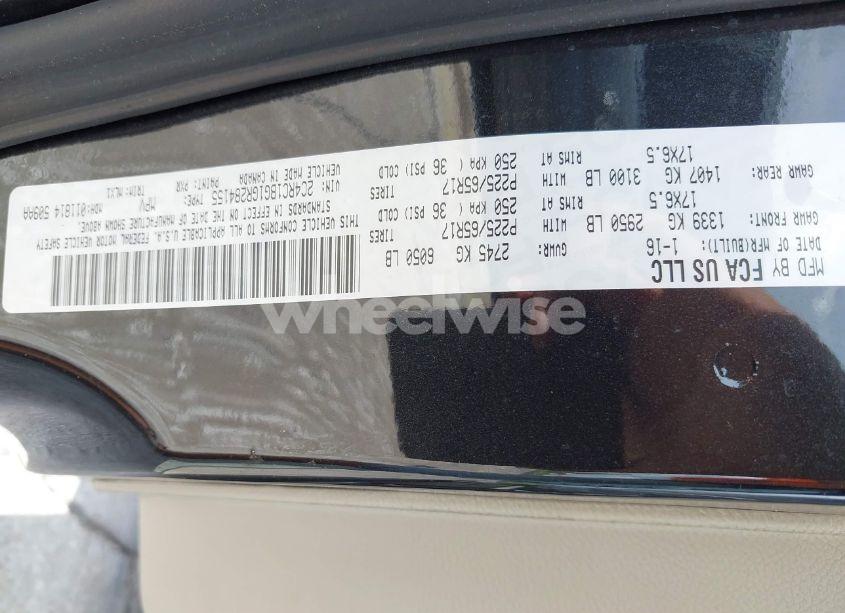 MFD BY FCA US LLC
DATE OF MFR(BUILT): 1-16
GVWR: 2745 KG 6050 LB
GAWR FRONT: 1339 KG 2950 LB WITH P225/65R17 TIRES
17X6.5 RIMS AT 250 KPA ( 36 PSI) COLD
GAWR REAR: 1407 KG 3100 LB WITH P225/65R17 TIRES
17X6.5 RIMS AT 250 KPA ( 36 PSI) COLD
THIS VEHICLE CONFORMS TO ALL APPLICABLE U.S.A. FEDERAL MOTOR VEHICLE SAFETY
STANDARDS IN EFFECT ON THE DATE OF MANUFACTURE SHOWN ABOVE.
VIN: 2C4RC1BG1GR284155 MPV MDH:011814 509AA
VEHICLE MADE IN CANADA PAINT: PXR TRIM: MLX1
wheelwise